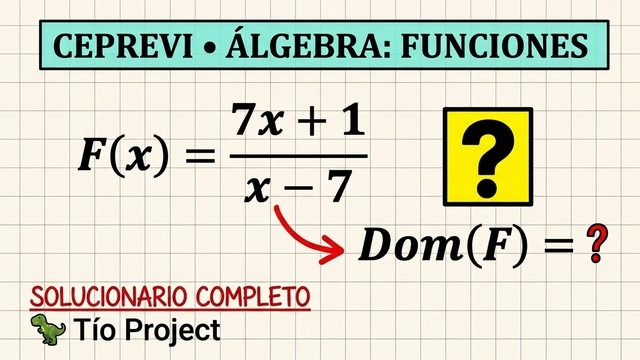 CEPREVI • ÁLGEBRA: FUNCIONES
F(x) = (7x + 1)/(x − 7)
?
Dom(F) = ?
SOLUCIONARIO COMPLETO
Tío Project